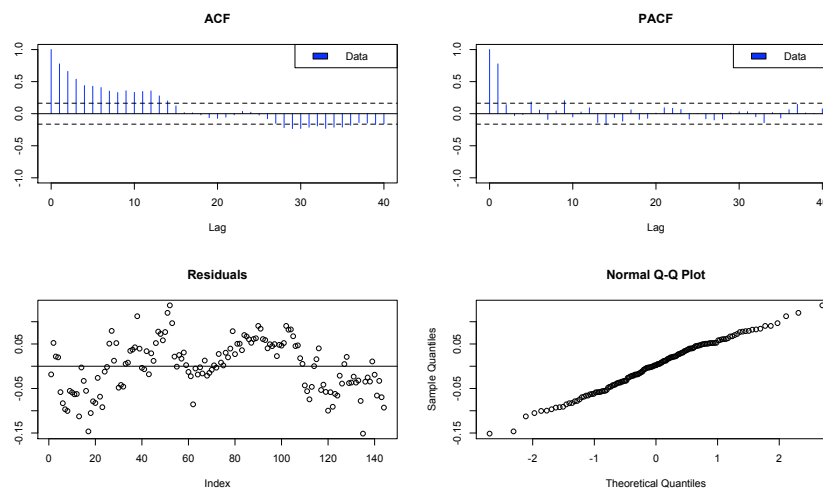 ACF
Data
1.0
0.5
0.0
-0.5
-1.0
0 10 20 30 40
Lag
PACF
Data
1.0
0.5
0.0
-0.5
-1.0
0 10 20 30 40
Lag
Residuals
0.05
-0.05
-0.15
0 20 40 60 80 100 120 140
Index
Normal Q-Q Plot
Sample Quantiles
0.05
-0.05
-0.15
-2 -1 0 1 2
Theoretical Quantiles